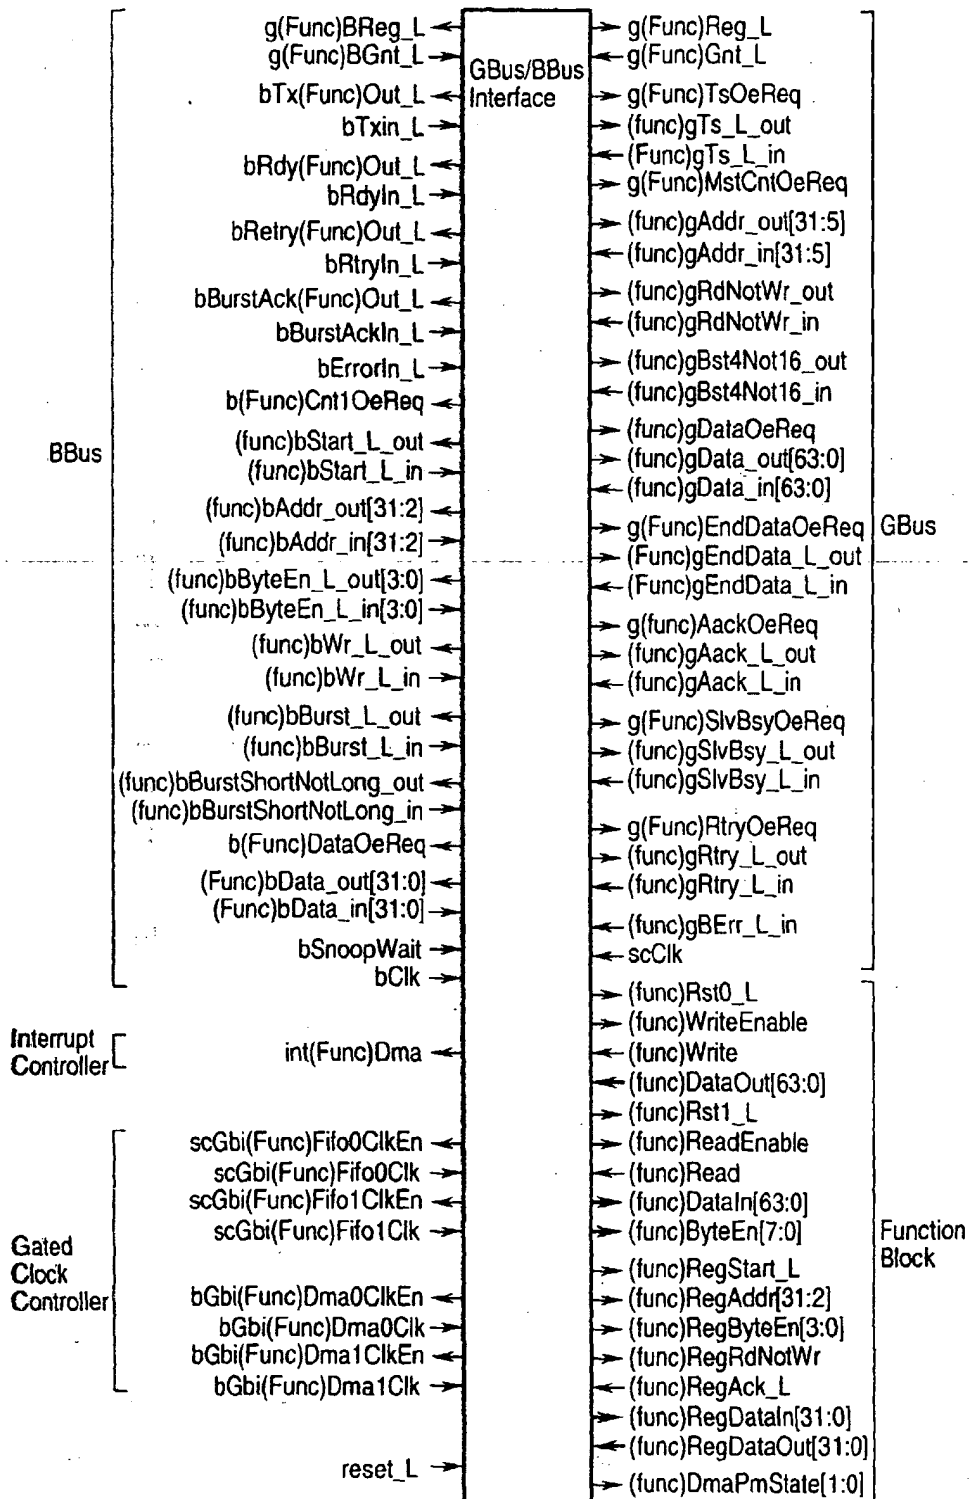 g(Func)BReg_L
g(Func)BGnt_L
bTx(Func)Out_L
bTxin_L
bRdy(Func)Out_L
bRdyIn_L
bRetry(Func)Out_L
bRtryIn_L
bBurstAck(Func)Out_L
bBurstAckIn_L
bErrorIn_L
b(Func)Cnt1OeReq
BBus
(func)bStart_L_out
(func)bStart_L_in
(func)bAddr_out[31:2]
(func)bAddr_in[31:2]
(func)bByteEn_L_out[3:0]
(func)bByteEn_L_in[3:0]
(func)bWr_L_out
(func)bWr_L_in
(func)bBurst_L_out
(func)bBurst_L_in
(func)bBurstShortNotLong_out
(func)bBurstShortNotLong_in
b(Func)DataOeReq
(Func)bData_out[31:0]
(Func)bData_in[31:0]
bSnoopWait
bClk
Interrupt
Controller
int(Func)Dma
scGbi(Func)Fifo0ClkEn
scGbi(Func)Fifo0Clk
scGbi(Func)Fifo1ClkEn
scGbi(Func)Fifo1Clk
Gated
Clock
Controller
bGbi(Func)Dma0ClkEn
bGbi(Func)Dma0Clk
bGbi(Func)Dma1ClkEn
bGbi(Func)Dma1Clk
reset_L
GBus/BBus
Interface
g(Func)Reg_L
g(Func)Gnt_L
g(Func)TsOeReq
(func)gTs_L_out
(Func)gTs_L_in
g(Func)MstCntOeReq
(func)gAddr_out[31:5]
(func)gAddr_in[31:5]
(func)gRdNotWr_out
(func)gRdNotWr_in
(func)gBst4Not16_out
(func)gBst4Not16_in
(func)gDataOeReq
(func)gData_out[63:0]
(func)gData_in[63:0]
g(Func)EndDataOeReq
GBus
(Func)gEndData_L_out
(Func)gEndData_L_in
g(func)AackOeReq
(func)gAack_L_out
(func)gAack_L_in
g(Func)SlvBsyOeReq
(func)gSlvBsy_L_out
(func)gSlvBsy_L_in
g(Func)RtryOeReq
(func)gRtry_L_out
(func)gRtry_L_in
(func)gBErr_L_in
scClk
(func)Rst0_L
(func)WriteEnable
(func)Write
(func)DataOut[63:0]
(func)Rst1_L
(func)ReadEnable
(func)Read
(func)DataIn[63:0]
(func)ByteEn[7:0]
Function
Block
(func)RegStart_L
(func)RegAddr[31:2]
(func)RegByteEn[3:0]
(func)RegRdNotWr
(func)RegAck_L
(func)RegDataIn[31:0]
(func)RegDataOut[31:0]
(func)DmaPmState[1:0]